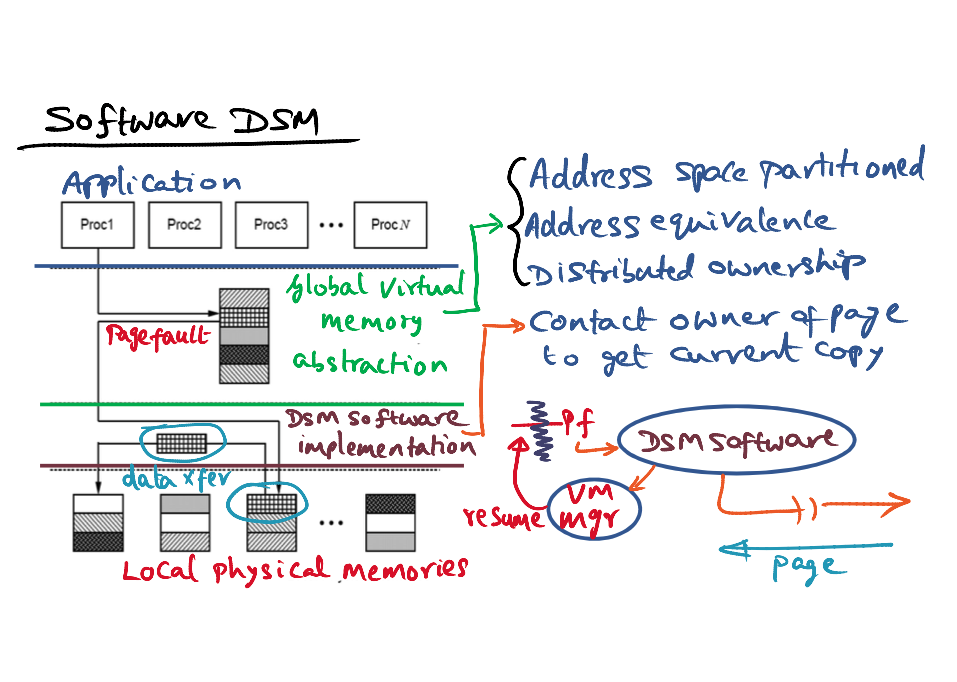 Software DSM
Application
Proc1 Proc2 Proc3 ••• Proc.N
Global Virtual
memory
abstraction
Page fault
DSM software
implementation
data xfer
•••
Local physical memories
Address space partitioned
Address equivalence
Distributed ownership
Contact owner of page
to get current copy
Pf
DSM software
VM
mgr
resume
page